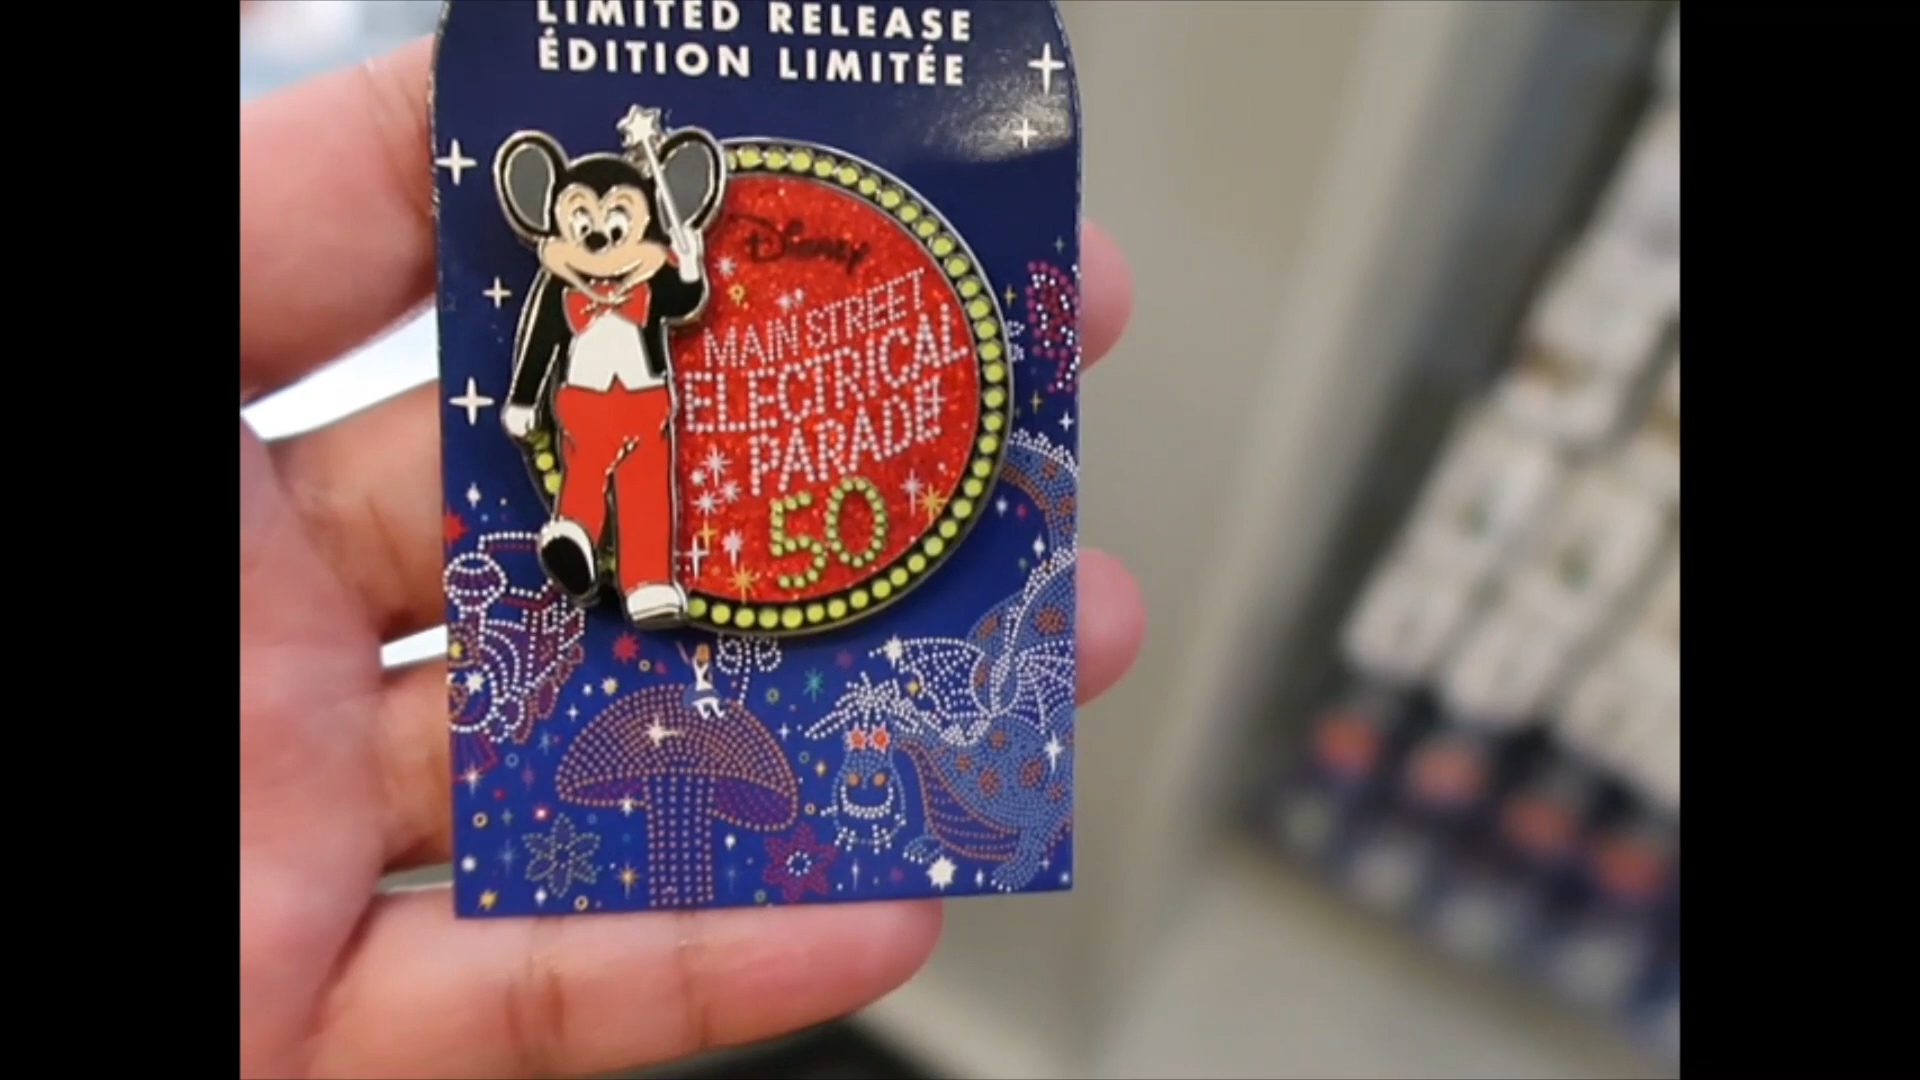 LIMITED RELEASE
ÉDITION LIMITÉE
Disney
MAIN STREET
ELECTRICAL
PARADE
50